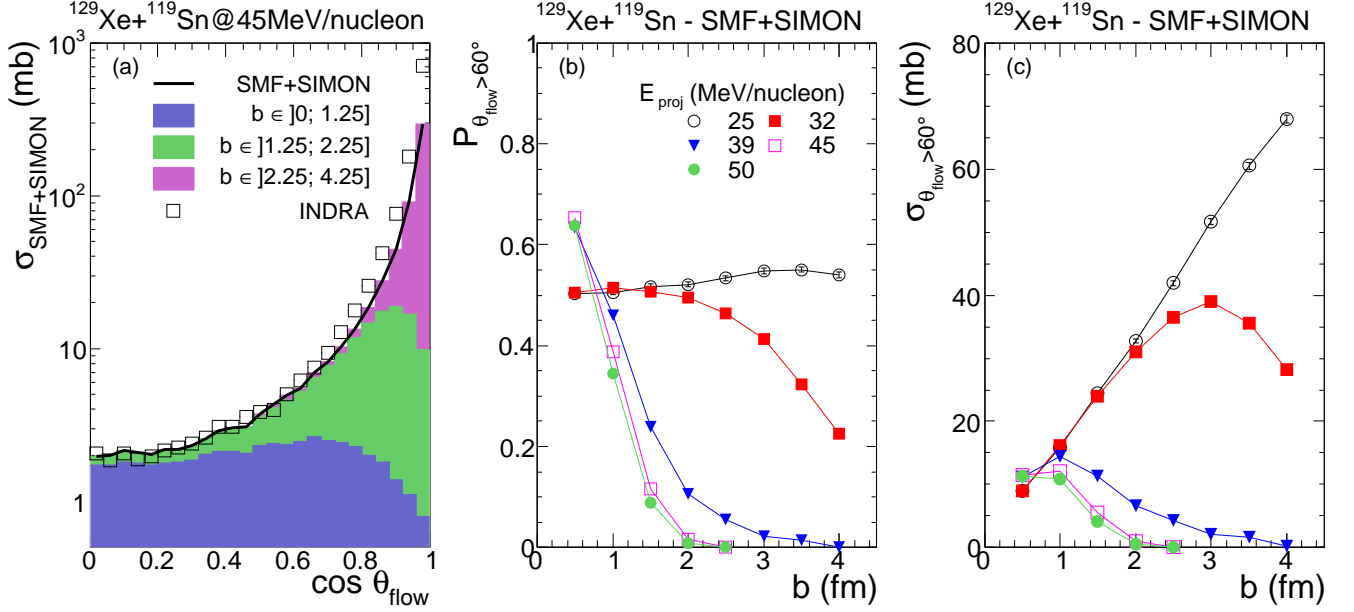 129Xe+119Sn@45MeV/nucleon
(a)
SMF+SIMON
b ∈ ]0; 1.25]
b ∈ ]1.25; 2.25]
b ∈ ]2.25; 4.25]
INDRA
σSMF+SIMON (mb)
10³
10²
10
1
0 0.2 0.4 0.6 0.8 1
cos θflow
129Xe+119Sn - SMF+SIMON
(b)
Eproj (MeV/nucleon)
25 32
39 45
50
Pθflow>60°
1
0.8
0.6
0.4
0.2
0
0 1 2 3 4
b (fm)
129Xe+119Sn - SMF+SIMON
(c)
σθflow>60° (mb)
80
60
40
20
0
0 1 2 3 4
b (fm)